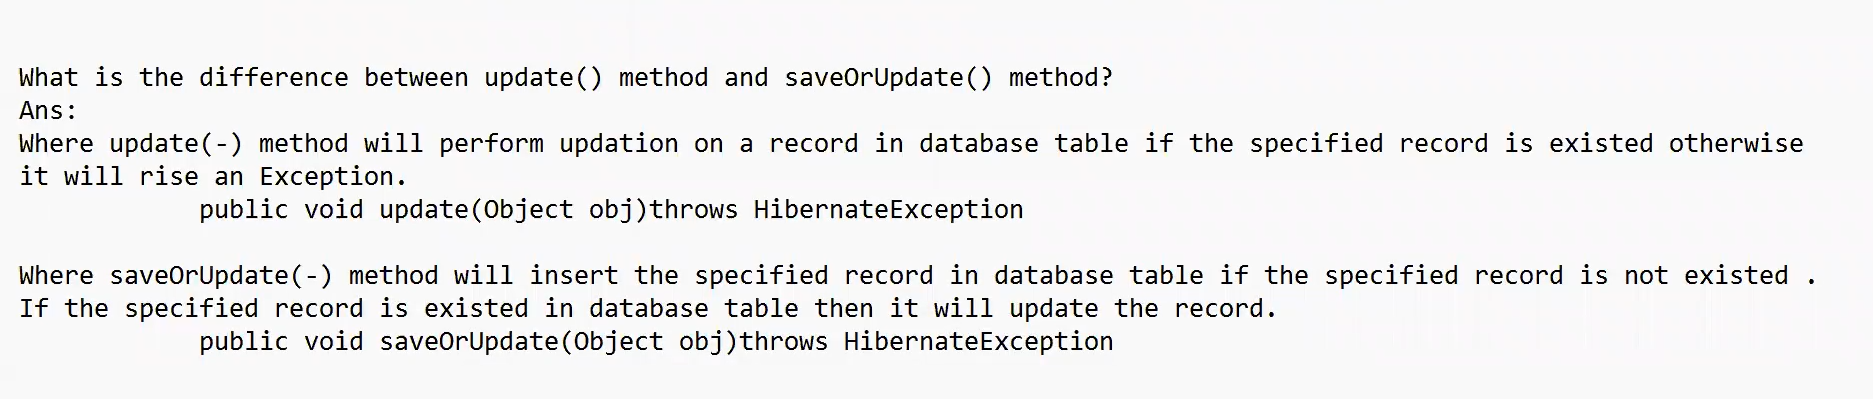 What is the difference between update() method and saveOrUpdate() method?
Ans:
Where update(-) method will perform updation on a record in database table if the specified record is existed otherwise
it will rise an Exception.
public void update(Object obj)throws HibernateException
Where saveOrUpdate(-) method will insert the specified record in database table if the specified record is not existed .
If the specified record is existed in database table then it will update the record.
public void saveOrUpdate(Object obj)throws HibernateException